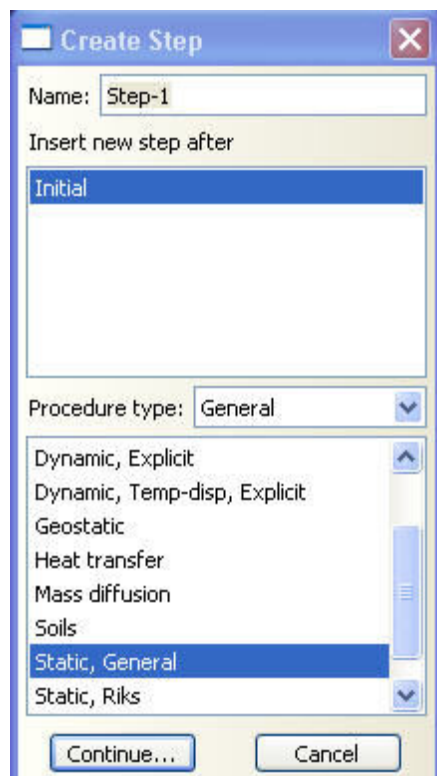 Create Step
Name: Step-1
Insert new step after
Initial
Procedure type: General
Dynamic, Explicit
Dynamic, Temp-disp, Explicit
Geostatic
Heat transfer
Mass diffusion
Soils
Static, General
Static, Riks
Continue... Cancel